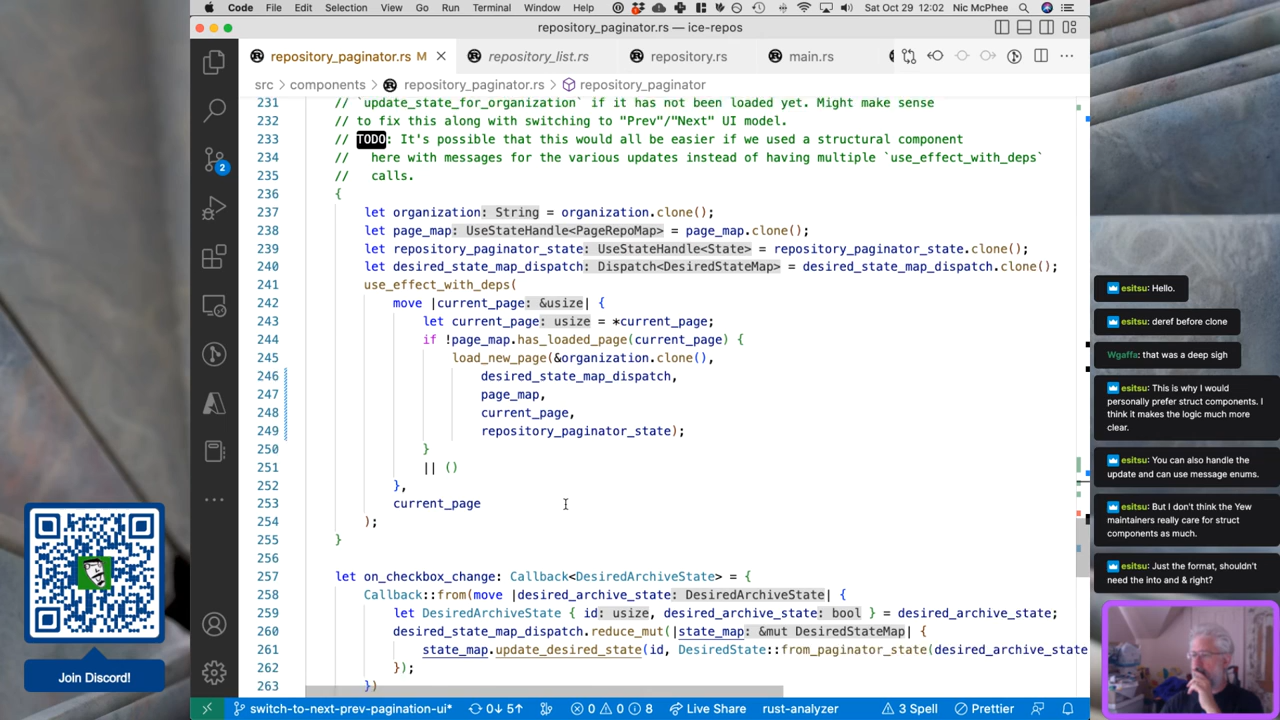 Code File Edit Selection View Go Run Terminal Window Help Sat Oct 29 12:02 Nic McPhee
repository_paginator.rs — ice-repos
repository_paginator.rs M repository_list.rs repository.rs main.rs
src components repository_paginator.rs repository_paginator
231 // `update_state_for_organization` if it has not been loaded yet. Might make sense
232 // to fix this along with switching to "Prev"/"Next" UI model.
233 // TODO: It's possible that this would all be easier if we used a structural component
234 // here with messages for the various updates instead of having multiple `use_effect_with_deps`
235 // calls.
236 {
237 let organization: String = organization.clone();
238 let page_map: UseStateHandle<PageRepoMap> = page_map.clone();
239 let repository_paginator_state: UseStateHandle<State> = repository_paginator_state.clone();
240 let desired_state_map_dispatch: Dispatch<DesiredStateMap> = desired_state_map_dispatch.clone();
241 use_effect_with_deps(
242 move |current_page: &usize| {
243 let current_page: usize = *current_page;
244 if !page_map.has_loaded_page(current_page) {
245 load_new_page(&organization.clone(),
246 desired_state_map_dispatch,
247 page_map,
248 current_page,
249 repository_paginator_state);
250 }
251 || ()
252 },
253 current_page
254 );
255 }
256
257 let on_checkbox_change: Callback<DesiredArchiveState> = {
258 Callback::from(move |desired_archive_state: DesiredArchiveState| {
259 let DesiredArchiveState { id: usize, desired_archive_state: bool } = desired_archive_state;
260 desired_state_map_dispatch.reduce_mut(|state_map: &mut DesiredStateMap| {
261 state_map.update_desired_state(id, DesiredState::from_paginator_state(desired_archive_state
262 });
263 })
2
switch-to-next-prev-pagination-ui* 0↓ 5↑ 0 0 8 Live Share rust-analyzer 3 Spell Prettier
Join Discord!
esitsu: Hello.
esitsu: deref before clone
Wgaffa: that was a deep sigh
esitsu: This is why I would
personally prefer struct components. I
think it makes the logic much more
clear.
esitsu: You can also handle the
update and can use message enums.
esitsu: But I don't think the Yew
maintainers really care for struct
components as much.
esitsu: Just the format, shouldn't
need the into and & right?